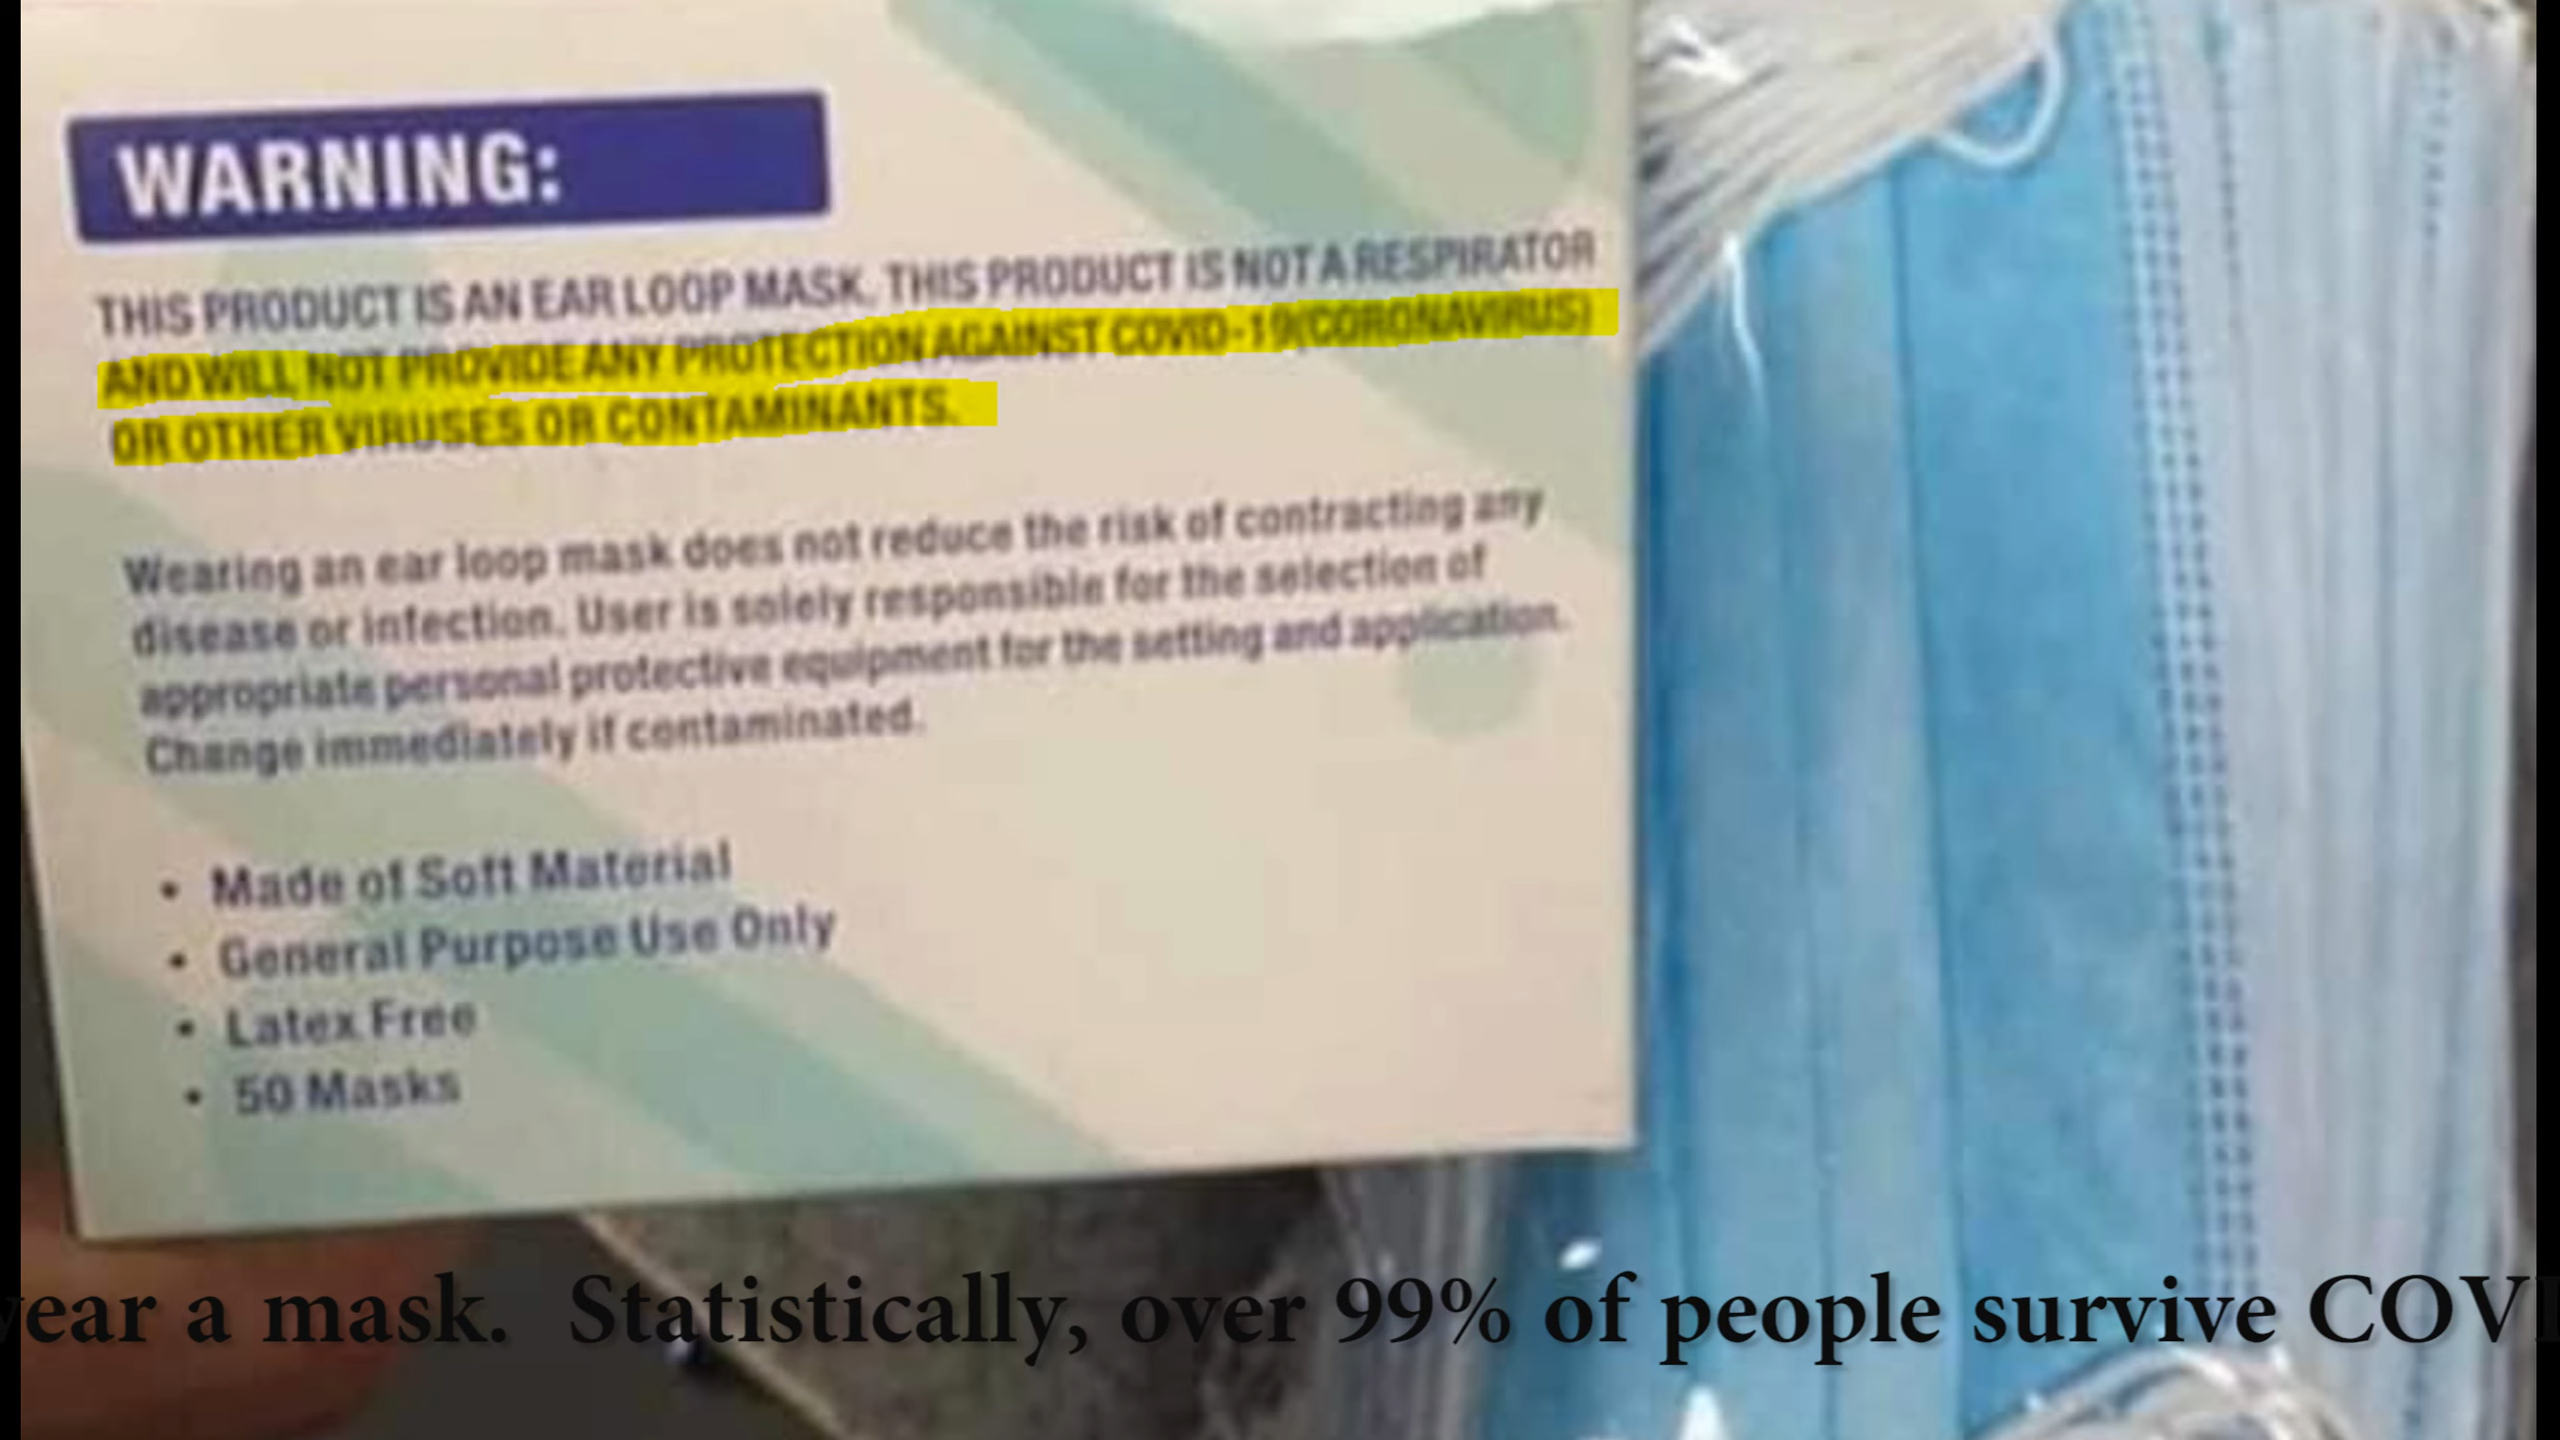 WARNING:
THIS PRODUCT IS AN EAR LOOP MASK. THIS PRODUCT IS NOT A RESPIRATOR
AND WILL NOT PROVIDE ANY PROTECTION AGAINST COVID-19(CORONAVIRUS)
OR OTHER VIRUSES OR CONTAMINANTS.
Wearing an ear loop mask does not reduce the risk of contracting any
disease or infection. User is solely responsible for the selection of
appropriate personal protective equipment for the setting and application.
Change immediately if contaminated.
• Made of Soft Material
• General Purpose Use Only
• Latex Free
• 50 Masks
ear a mask. Statistically, over 99% of people survive COVI